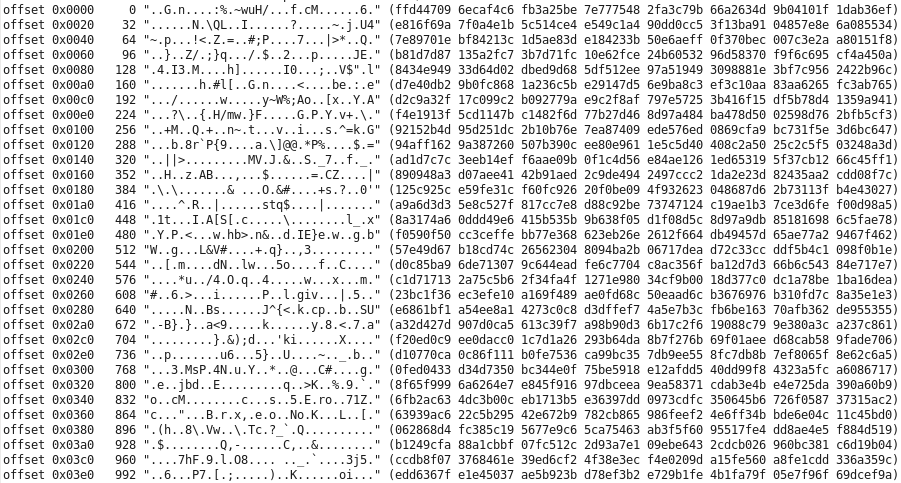 offset 0x0000      0 "..G.n....:%.~wuH/...f.cM......6." (ffd44709 6ecaf4c6 fb3a25be 7e777548 2fa3c79b 66a2634d 9b04101f 1dab36ef)
offset 0x0020     32 "......N.\QL..I......?.....~.j.U4" (e816f69a 7f0a4e1b 5c514ce4 e549c1a4 90dd0cc5 3f13ba91 04857e8e 6a085534)
offset 0x0040     64 "~.p...!<.Z.=..#;P....7...|>*..Q." (7e89701e bf84213c 1d5ae83d e184233b 50e6aeff 0f370bec 007c3e2a a80151f8)
offset 0x0060     96 "..}..Z/.;}q.../.$..2...p.....JE." (b81d7d87 135a2fc7 3b7d71fc 10e62fce 24b60532 96d58370 f9f6c695 cf4a450a)
offset 0x0080    128 ".4.I3.M....h]......I0...;..V$".l" (8434e949 33d64d02 dbed9d68 5df512ee 97a51949 3098881e 3bf7c956 2422b96c)
offset 0x00a0    160 ".......h.#l[..G.n....<....be.:.e" (d7e40db2 9b0fc868 1a236c5b e29147d5 6e9ba8c3 ef3c10aa 83aa6265 fc3ab765)
offset 0x00c0    192 "...*/......w.....y~W%;Ao..[x..Y.A" (d2c9a32f 17c099c2 b092779a e9c2f8af 797e5725 3b416f15 df5b78d4 1359a941)
offset 0x00e0    224 "...?\..{.H/mw.}F.....G.P.Y.v+.\." (f4e1913f 5cd1147b c1482f6d 77b27d46 8d97a484 ba478d50 02598d76 2bfb5cf3)
offset 0x0100    256 "..+M..Q.+..n~.t...v..i...s.^=k.G" (92152b4d 95d251dc 2b10b76e 7ea87409 ede576ed 0869cfa9 bc731f5e 3d6bc647)
offset 0x0120    288 "...b.8r`P{9....a.\]@@.*P%....$.=" (94aff162 9a387260 507b390c ee80e961 1e5c5d40 408c2a50 25c2c5f5 03248a3d)
offset 0x0140    320 "..||>.........MV.J.&..S._7..f._." (ad1d7c7c 3eeb14ef f6aae09b 0f1c4d56 e84ae126 1ed65319 5f37cb12 66c45ff1)
offset 0x0160    352 "..H..z.AB...,...$......=.CZ....|" (890948a3 d07aee41 42b91aed 2c9de494 2497ccc2 1da2e23d 82435aa2 cdd08f7c)
offset 0x0180    384 ".\.\.......& ...O.&#....+s.?..0'" (125c925c e59fe31c f60fc926 20f0be09 4f932623 048687d6 2b73113f b4e43027)
offset 0x01a0    416 "....^.R..|......stq$....|......." (a9a6d3d3 5e8c527f 817cc7e8 d88c92be 73747124 c19ae1b3 7ce3d6fe f00d98a5)
offset 0x01c0    448 ".1t...I.A[S[.c.....\........l_.x" (8a3174a6 0ddd49e6 415b535b 9b638f05 d1f08d5c 8d97a9db 85181698 6c5fae78)
offset 0x01e0    480 ".Y.P.<...w.hb..&..d.IE}e.w..g.b" (f0590f50 cc3ceffe bb77e868 623eb26e 2612f664 db49457d 65ae77a2 9467f462)
offset 0x0200    512 "W..g...L&V#....+.q}..,3........." (57e49d67 b18cd74c 26562304 8094ba2b 06717dea d72c33cc ddf5b4c1 098f0b1e)
offset 0x0220    544 "..[.m....dN..lw...5o....f..C...." (d0c85ba9 6de71307 9c644ead fe6c7704 c8ac356f ba12d7d3 66b6c543 84e717e7)
offset 0x0240    576 "....*u../4.O.q..4.....w...x...m." (c1d71713 2a75c5b6 2f34fa4f 1271e980 34cf9b00 18d377c0 dc1a78be 1ba16dea)
offset 0x0260    608 "#..6.>...i......P..l.giv...|.5.." (23bc1f36 ec3efe10 a169f489 ae0fd68c 50eaad6c b3676976 b310fd7c 8a35e1e3)
offset 0x0280    640 ".....N..Bs......J^{<.k.cp..b..SU" (e6861bf1 a54ee8a1 4273c0c8 d3dffef7 4a5e7b3c fb6be163 70afb362 de955355)
offset 0x02a0    672 ".-B}.}..a<9.....k......y.8.<.7.a" (a32d427d 907d0ca5 613c39f7 a98b90d3 6b17c2f6 19088c79 9e380a3c a237c861)
offset 0x02c0    704 ".........}.&);d...'ki......X...." (f20ed0c9 ee0dacc0 1c7d1a26 293b64da 8b7f276b 69f01aee d68cab58 9fade706)
offset 0x02e0    736 "..p......u6...5}..U....~.._.b..." (d10770ca 0c86f111 b0fe7536 ca99bc35 7db9ee55 8fc7db8b 7ef8065f 8e62c6a5)
offset 0x0300    768 "...3.MsP.4N.u.Y..*..@...C#....g." (0fed0433 d34d7350 bc344e0f 75be5918 e12afdd5 40dd99f8 4323a5fc a6086717)
offset 0x0320    800 ".e..jbd..E......q..>K..%.9.`...." (8f65f999 6a6264e7 e845f916 97dbceea 9ea58371 cdab3e4b e4e725da 390a60b9)
offset 0x0340    832 "o..cM........c...s..5.E.ro..71Z." (6fb2ac63 4dc3b00c eb1713b5 e36397dd 0973cdfc 350645b6 726f0587 37315ac2)
offset 0x0360    864 "c..."...B.r.x,.e.o..No.K...L..[." (63939ac6 22c5b295 42e672b9 782cb865 986feef2 4e6ff34b bde6e04c 11c45bd0)
offset 0x0380    896 ".(h..8\.Vw..\.Tc.?_`.Q.........." (062868d4 fc385c19 5677e9c6 5ca75463 ab3f5f60 95517fe4 dd8ae4e5 f884d519)
offset 0x03a0    928 ".$........Q,-......C,..&........" (b1249cfa 88a1cbbf 07fc512c 2d93a7e1 09ebe643 2cdcb026 960bc381 c6d19b04)
offset 0x03c0    960 "....7hF.9.l.O8.... .._.`....3j5." (ccdb8f07 3768461e 39ed6cf2 4f38e3ec f4e0209d a15fe560 a8fe1cdd 336a359c)
offset 0x03e0    992 "..6...P7.[.;.....)..K......oi..." (edd6367f e1e45037 ae5b923b d78ef3b2 e729b1fe 4b1fa79f 05e7f96f 69dcef9a)